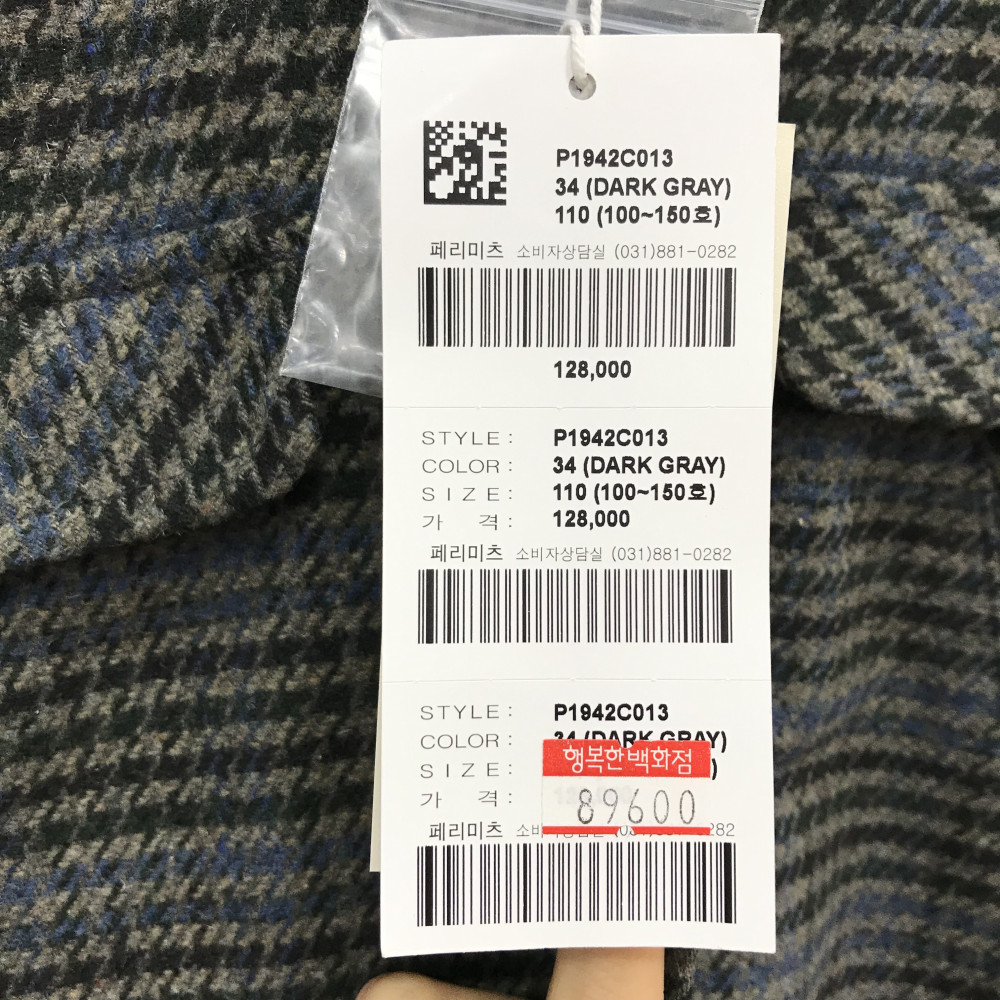 P1942C013
34 (DARK GRAY)
110 (100~150호)
페리미츠 소비자상담실 (031)881-0282
128,000
STYLE : P1942C013
COLOR : 34 (DARK GRAY)
SIZE : 110 (100~150호)
가 격 : 128,000
페리미츠 소비자상담실 (031)881-0282
STYLE : P1942C013
COLOR : 34 (DARK GRAY)
행복한백화점
SIZE :
가 격 :
89600
페리미츠